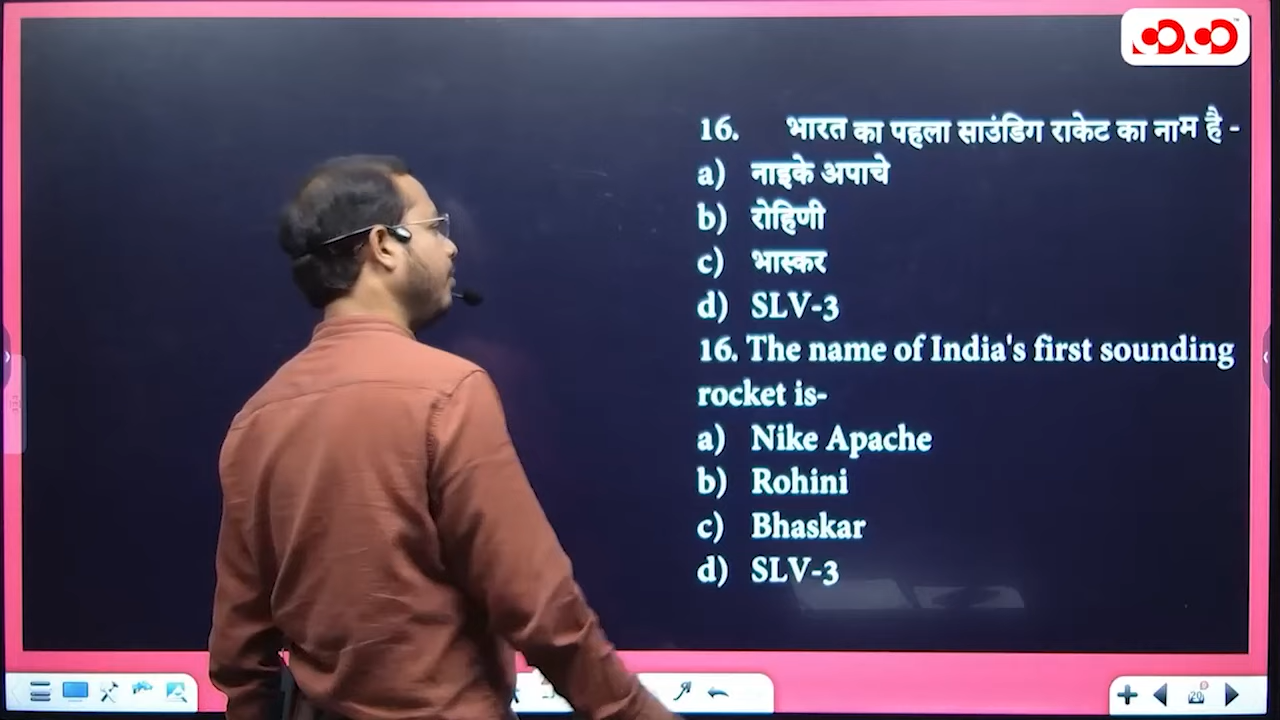 16. भारत का पहला साउंडिग राकेट का नाम है -
a) नाइके अपाचे
b) रोहिणी
c) भास्कर
d) SLV-3
16. The name of India's first sounding
rocket is-
a) Nike Apache
b) Rohini
c) Bhaskar
d) SLV-3
20